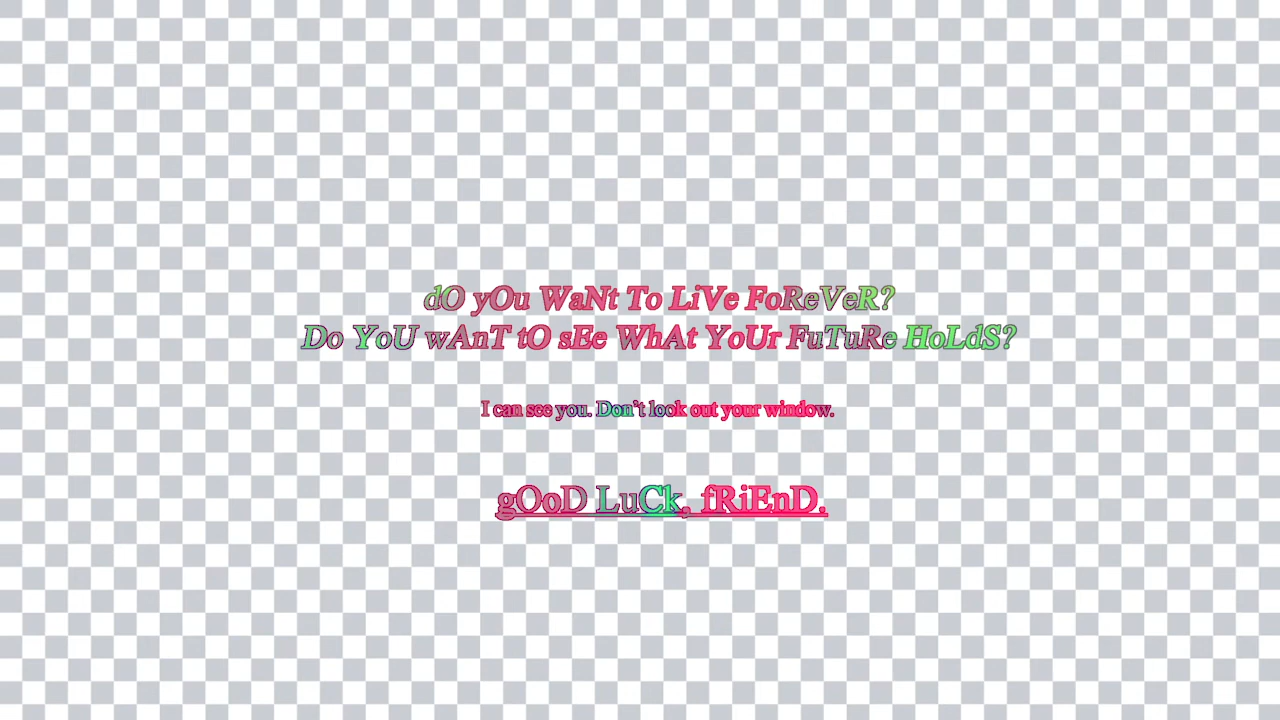 dO yOu WaNt To LiVe FoReVeR?
Do YoU wAnT tO sEe WhAt YoUr FuTuRe HoLdS?
I can see you. Don't look out your window.
gOoD LuCk, fRiEnD.